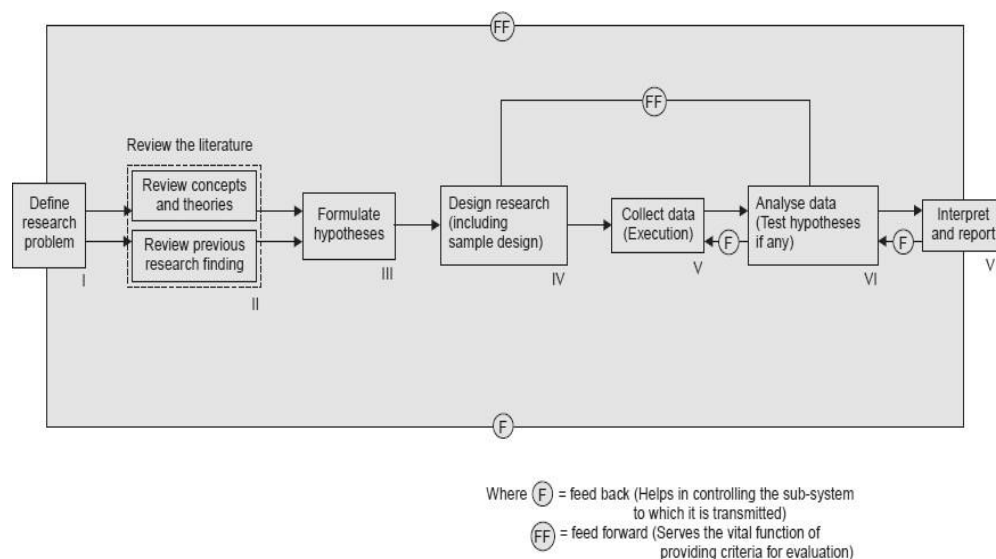 FF
FF
Review the literature
Define
research
problem
I
Review concepts
and theories
Review previous
research finding
II
Formulate
hypotheses
III
Design research
(including
sample design)
IV
Collect data
(Execution)
V
F
Analyse data
(Test hypotheses
if any)
VI
F
Interpret
and report
V
F
Where F = feed back (Helps in controlling the sub-system
to which it is transmitted)
FF = feed forward (Serves the vital function of
providing criteria for evaluation)